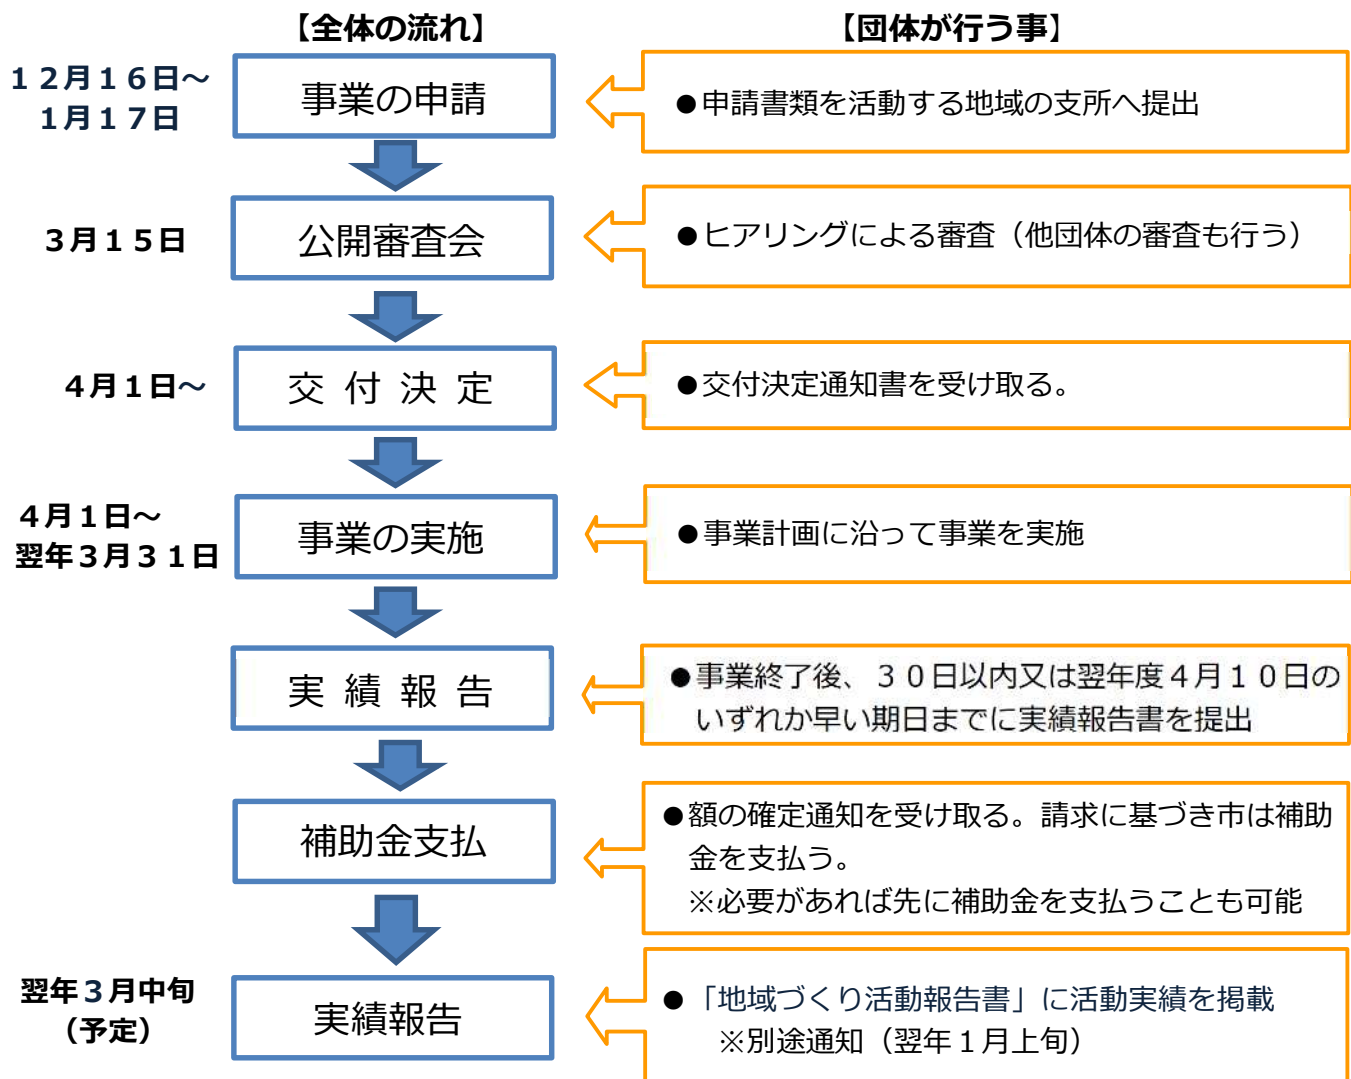 【全体の流れ】
【団体が行う事】
１２月１６日～
１月１７日
事業の申請
●申請書類を活動する地域の支所へ提出
３月１５日
公開審査会
●ヒアリングによる審査（他団体の審査も行う）
４月１日～
交 付 決 定
●交付決定通知書を受け取る。
４月１日～
翌年３月３１日
事業の実施
●事業計画に沿って事業を実施
実 績 報 告
●事業終了後、３０日以内又は翌年度４月１０日の
いずれか早い期日までに実績報告書を提出
補助金支払
●額の確定通知を受け取る。請求に基づき市は補助
金を支払う。
※必要があれば先に補助金を支払うことも可能
翌年３月中旬
（予定）
実績報告
●「地域づくり活動報告書」に活動実績を掲載
※別途通知（翌年１月上旬）